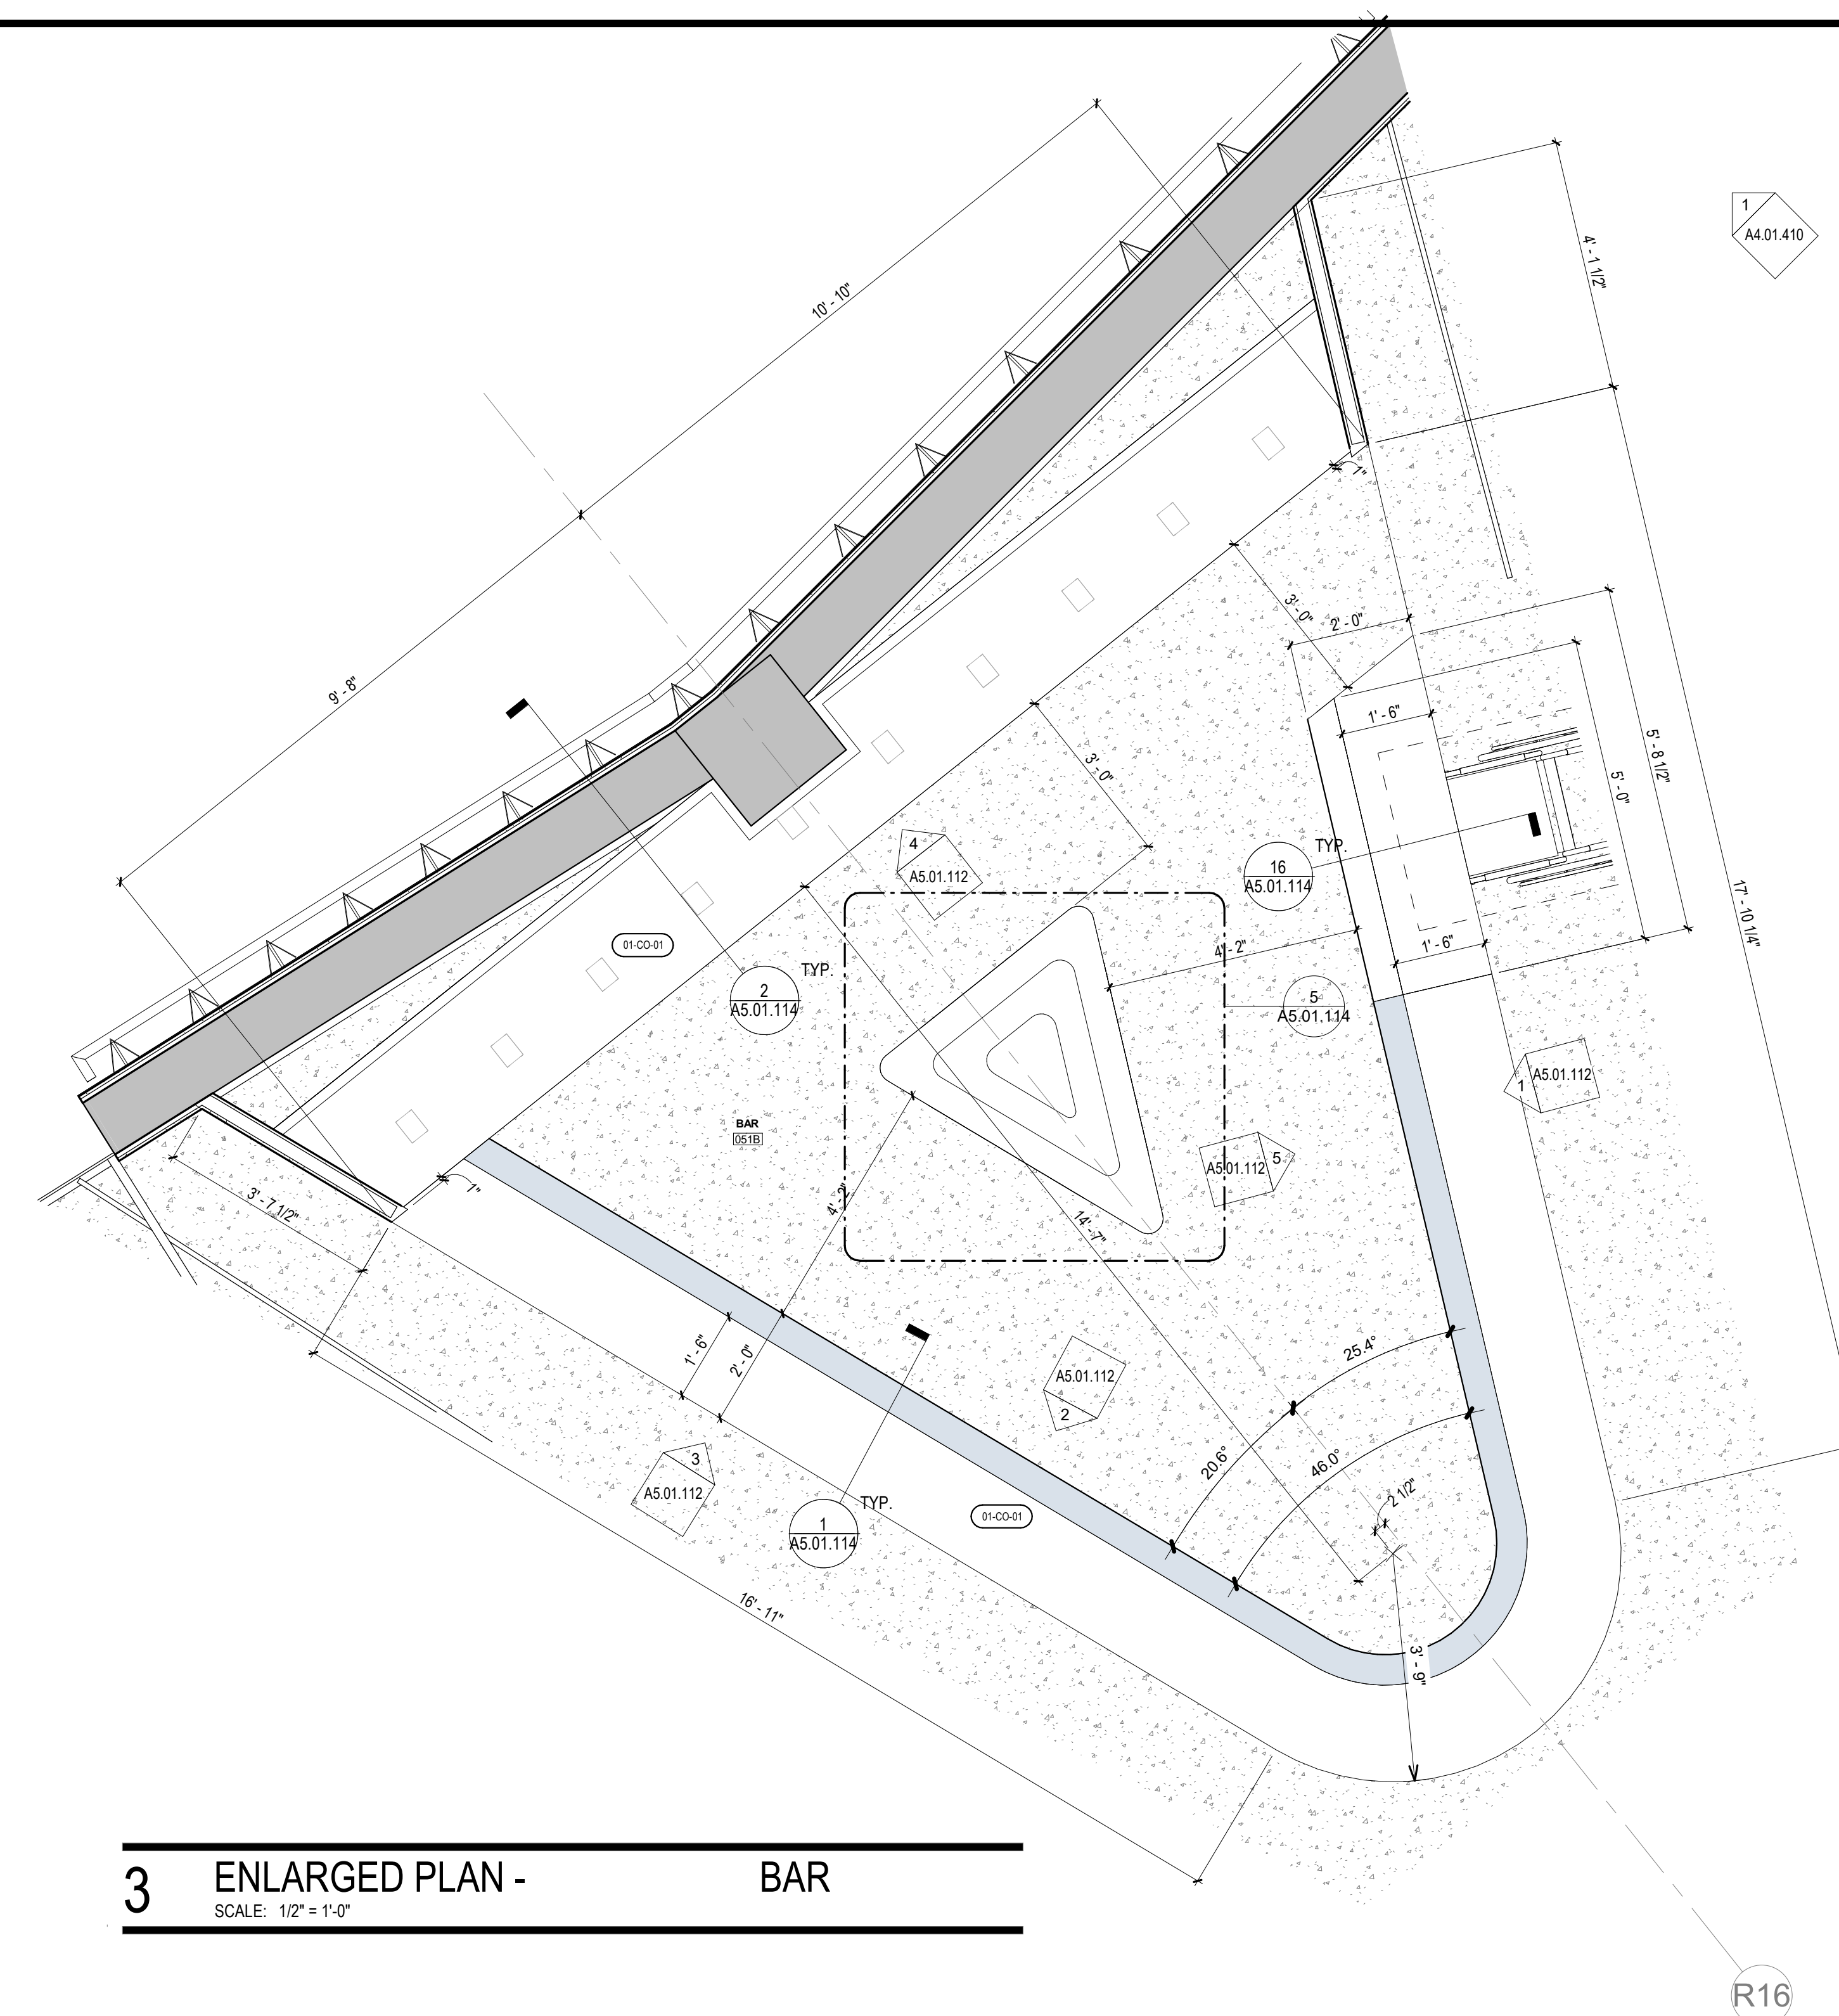 1
A4.01.410
4' - 1 1/2"
10' - 10"
1"
3' - 0"
2' - 0"
9' - 8"
1' - 6"
5' - 8 1/2"
5' - 0"
3' - 0"
4
A5.01.112
TYP.
16
A5.01.114
17' - 10 1/4"
1' - 6"
4' - 2"
01-CO-01
TYP.
2
A5.01.114
5
A5.01.114
A5.01.112
1
BAR
051B
A5.01.112
5
1"
3' - 7 1/2"
4' - 2"
14' - 7"
1' - 6"
2' - 0"
25.4°
A5.01.112
2
20.6°
46.0°
2 1/2"
3
A5.01.112
TYP.
1
A5.01.114
01-CO-01
16' - 11"
3' - 9"
3
ENLARGED PLAN - BAR
SCALE: 1/2" = 1'-0"
R16